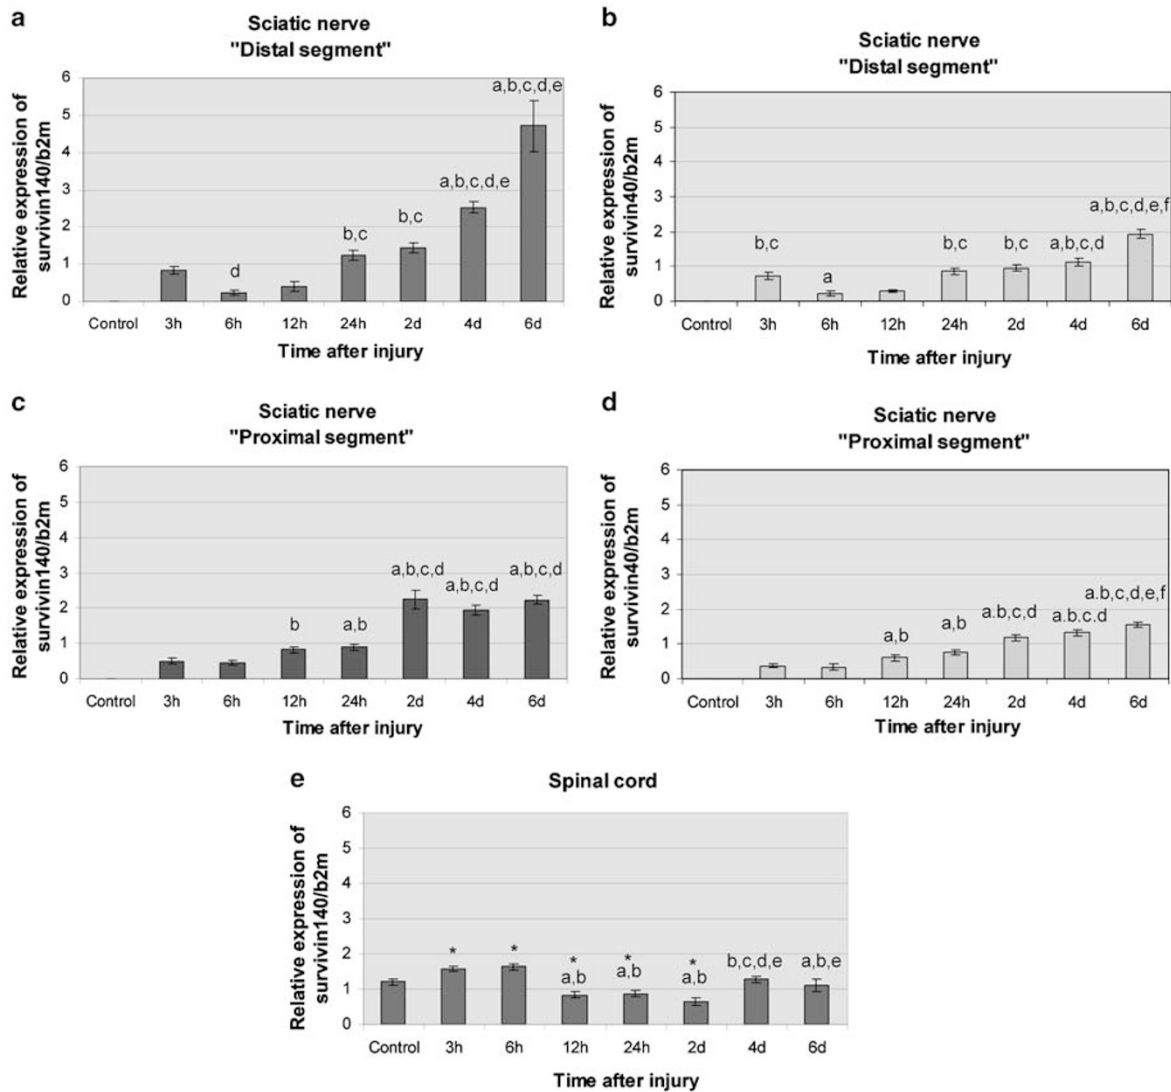 a
Sciatic nerve
"Distal segment"
Relative expression of
survivin140/b2m
6
5
4
3
2
1
0
d
b,c
b,c
a,b,c,d,e
a,b,c,d,e
Control 3h 6h 12h 24h 2d 4d 6d
Time after injury
b
Sciatic nerve
"Distal segment"
Relative expression of
survivin40/b2m
6
5
4
3
2
1
0
b,c
a
b,c
b,c
a,b,c,d
a,b,c,d,e,f
Control 3h 6h 12h 24h 2d 4d 6d
Time after injury
c
Sciatic nerve
"Proximal segment"
Relative expression of
survivin140/b2m
6
5
4
3
2
1
0
b
a,b
a,b,c,d
a,b,c,d
a,b,c,d
Control 3h 6h 12h 24h 2d 4d 6d
Time after injury
d
Sciatic nerve
"Proximal segment"
Relative expression of
survivin40/b2m
6
5
4
3
2
1
0
a,b
a,b
a.b,c,d
a.b.c.d
a.b,c,d,e,f
Control 3h 6h 12h 24h 2d 4d 6d
Time after injury
e
Spinal cord
Relative expression of
survivin140/b2m
6
5
4
3
2
1
0
* * * * *
a,b a,b a,b b,c,d,e a,b,e
Control 3h 6h 12h 24h 2d 4d 6d
Time after injury